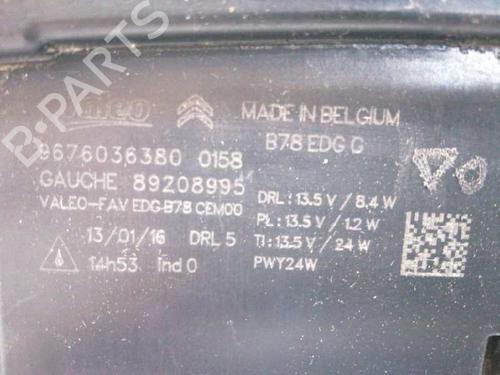 B-PARTS
Valeo
MADE IN BELGIUM
B78 EDG G
9676036380 0158
GAUCHE 89208995
VALEO-FAV EDG-B78 CEM00
DRL : 13.5 V / 8.4 W
PL : 13.5 V / 1.2 W
13/01/16 DRL 5
TI : 13.5 V / 24 W
14h53 Ind 0
PWY24W